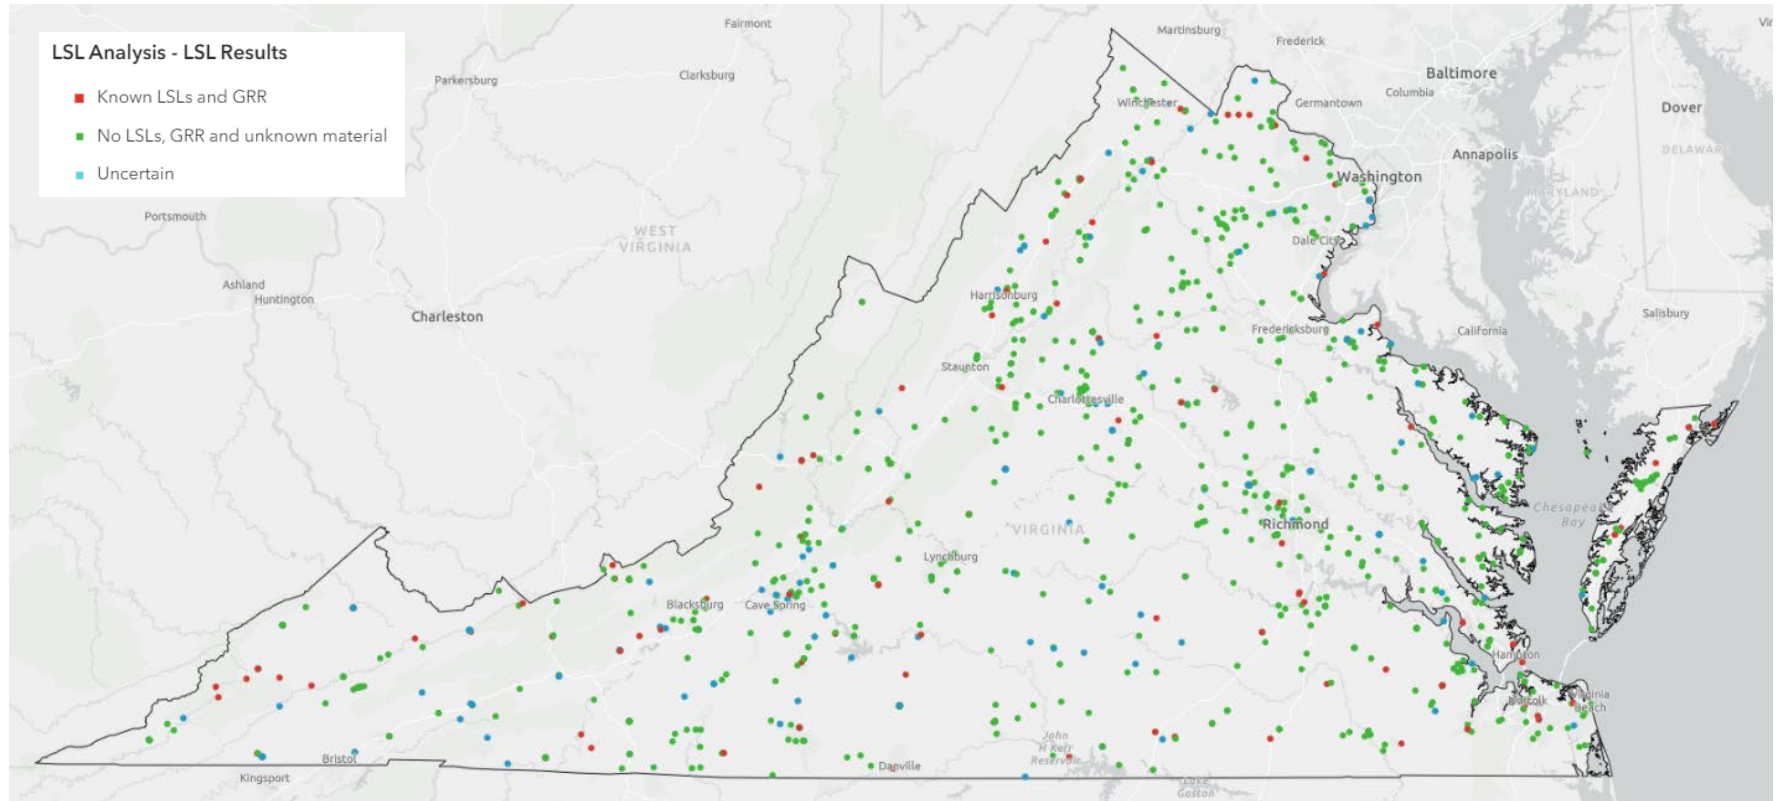 LSL Analysis - LSL Results
Known LSLs and GRR
No LSLs, GRR and unknown material
Uncertain
Fairmont
Martinsburg
Frederick
Parkersburg
Clarksburg
Baltimore
Columbia
Winchester
Germantown
Dover
Annapolis
DELAWARE
Washington
MARYLAND
Portsmouth
WEST
VIRGINIA
Dale City
Ashland
Huntington
Harrisonburg
Charleston
Salisbury
Fredericksburg
California
Staunton
Charlottesville
Chesapeake
Bay
VIRGINIA
Richmond
Lynchburg
Blacksburg
Cave Spring
Hampton
Norfolk
Virginia
Beach
John
H Kerr
Reservoir
Bristol
Danville
Kingsport
Lake
Gaston